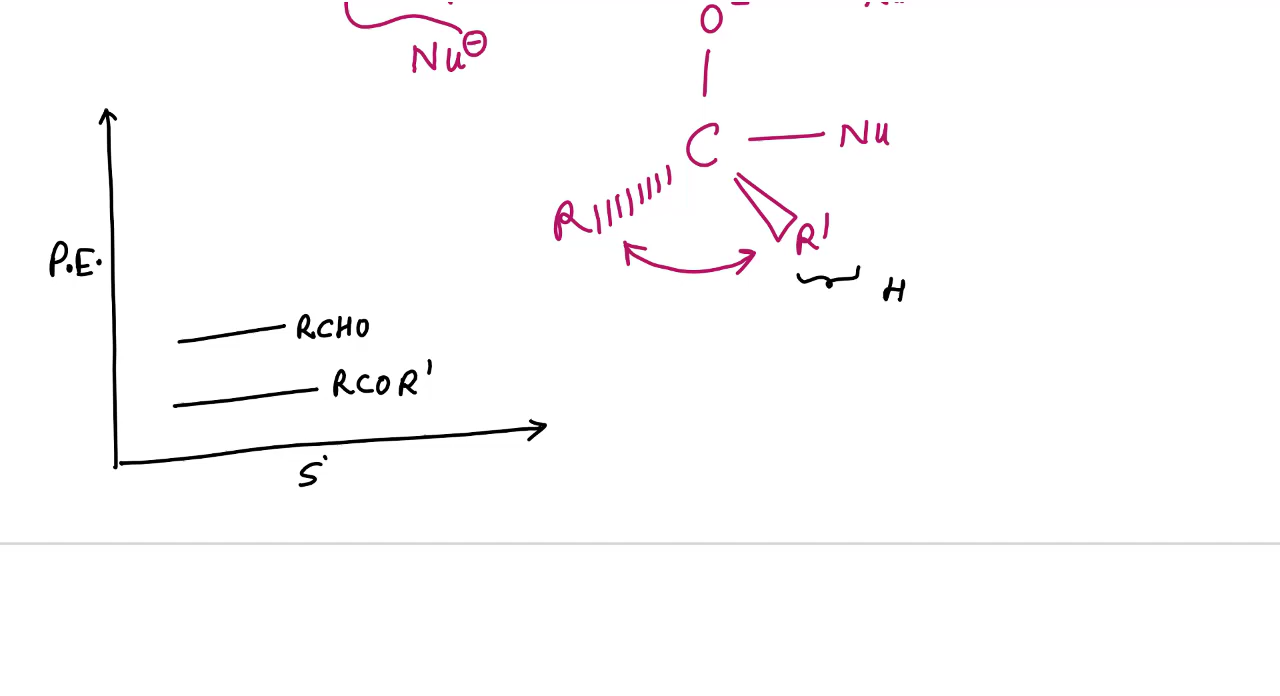 O
Nu⊖
C — Nu
R
R'
P.E.
H
RCHO
RCOR'
S